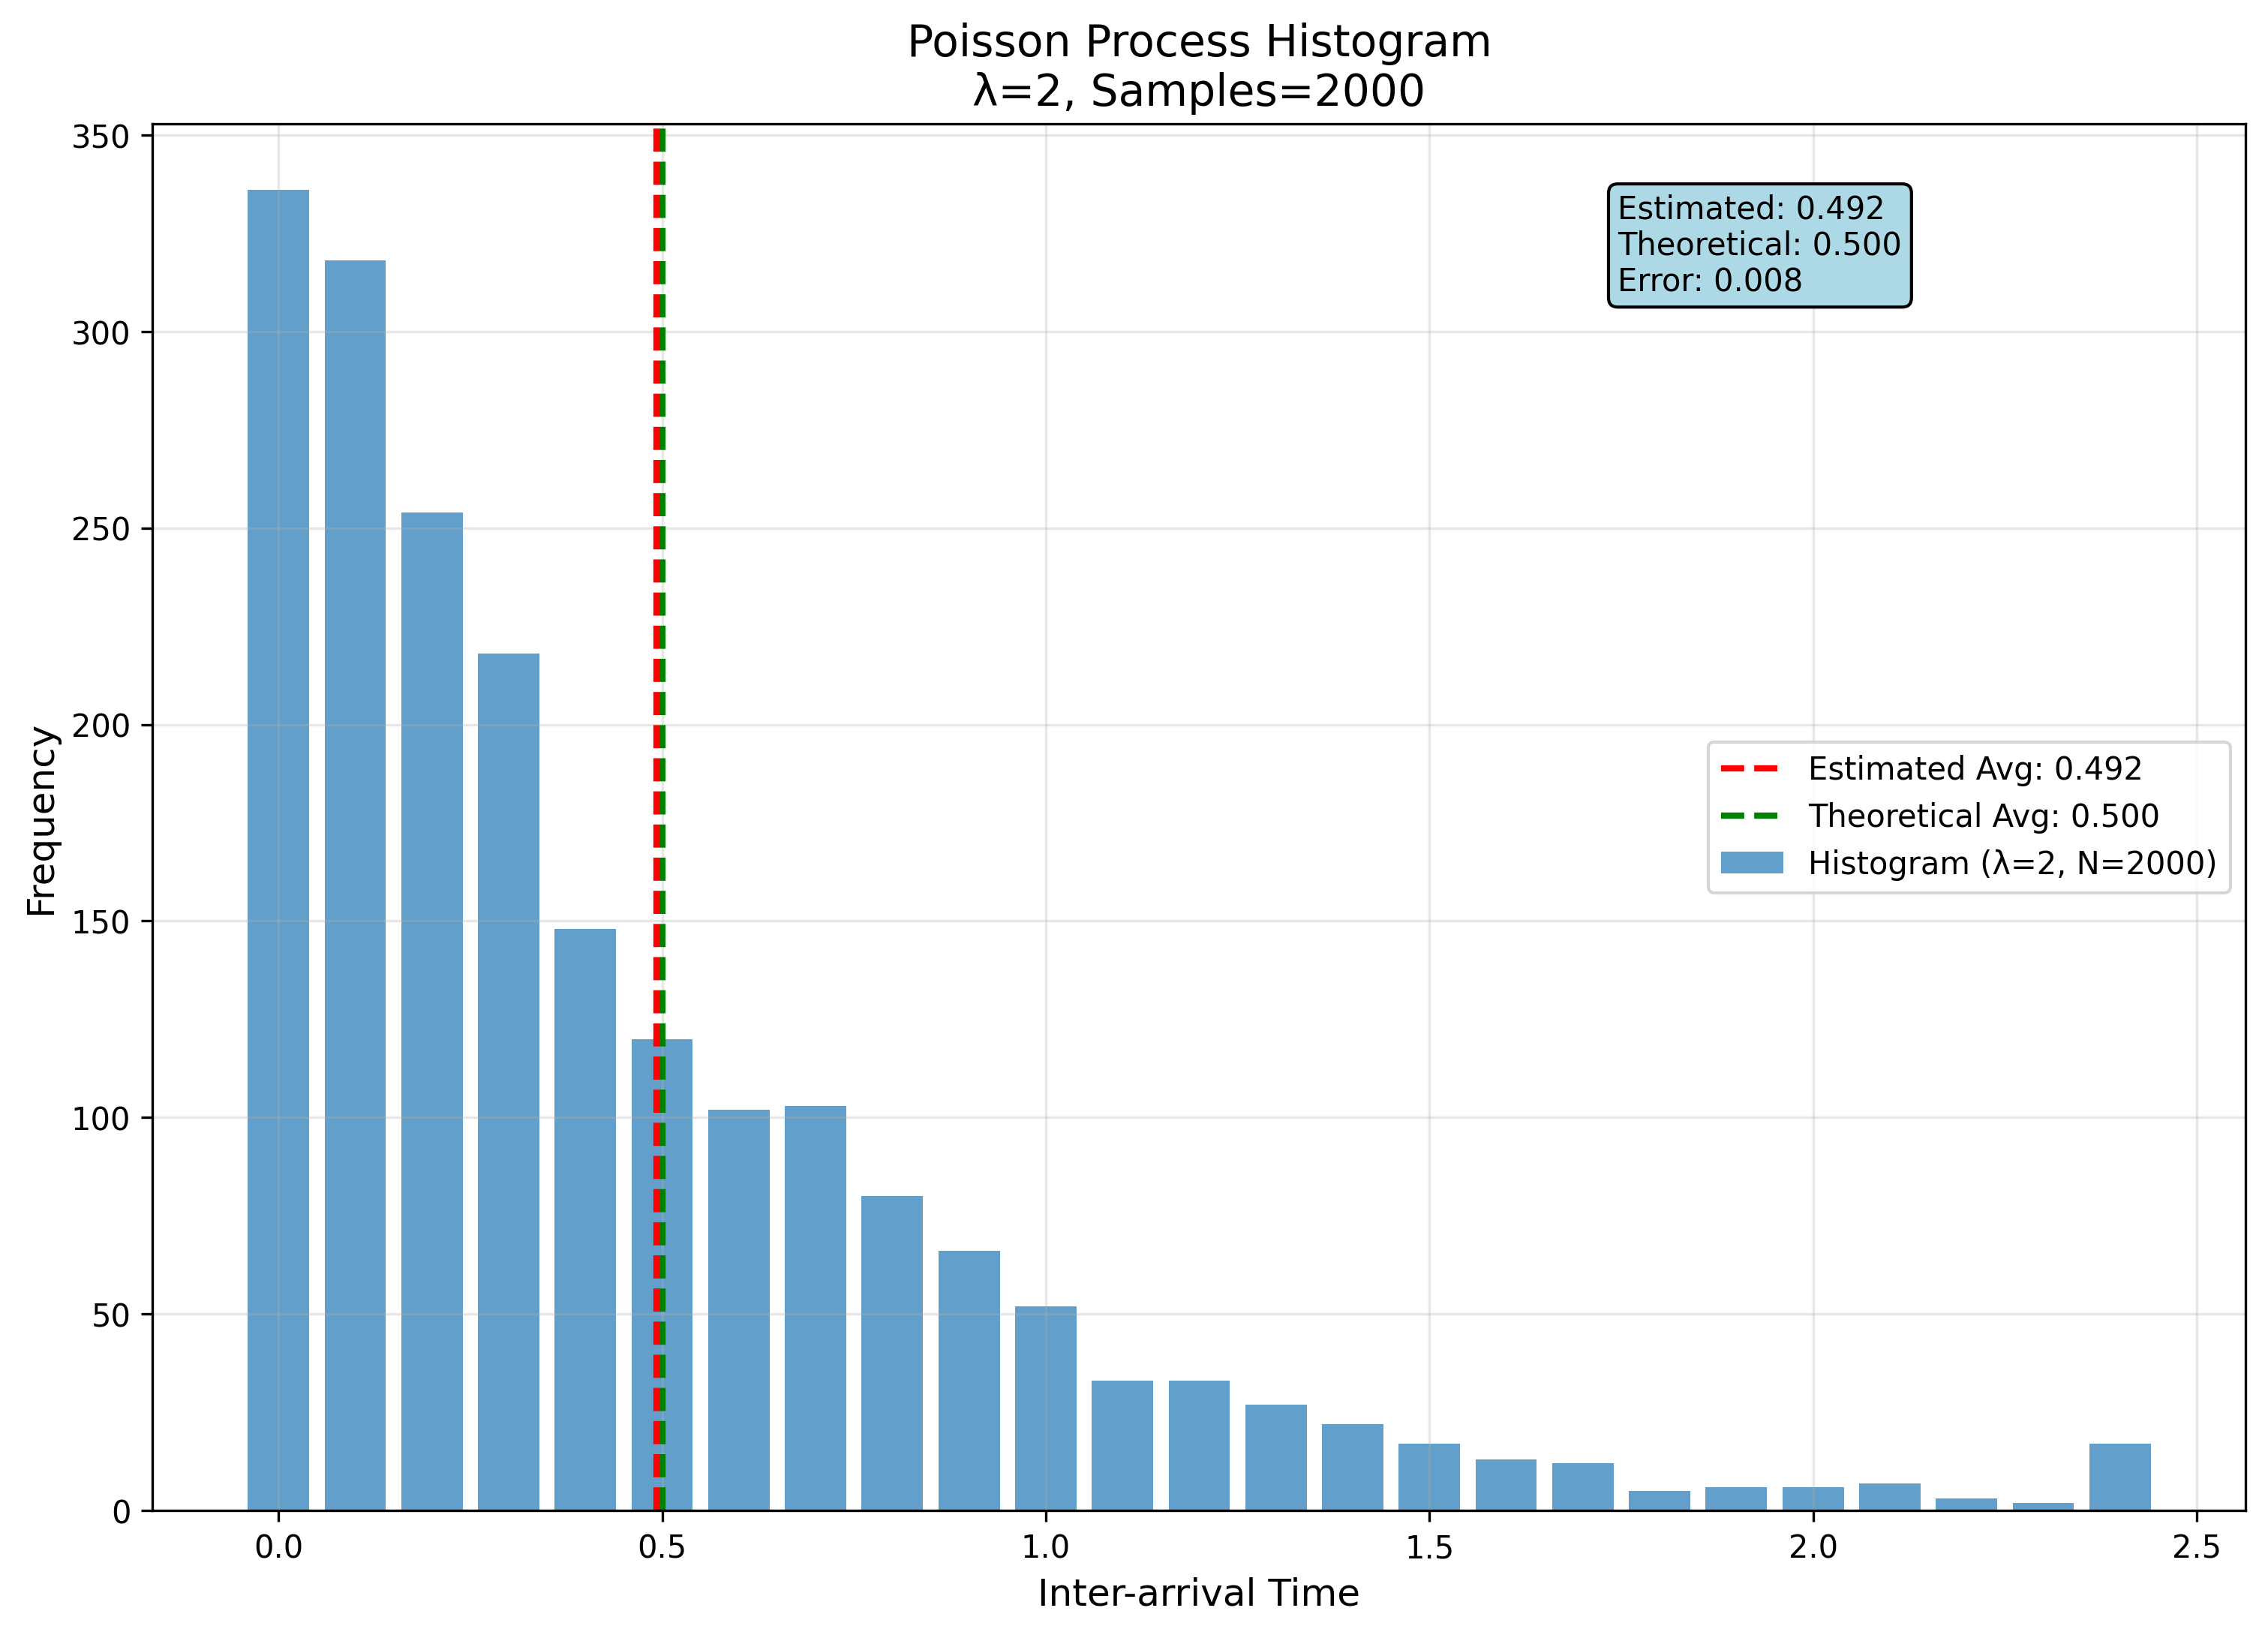 Poisson Process Histogram
λ=2, Samples=2000
Estimated: 0.492
Theoretical: 0.500
Error: 0.008
Estimated Avg: 0.492
Theoretical Avg: 0.500
Histogram (λ=2, N=2000)
Frequency
350
300
250
200
150
100
50
0
0.0
0.5
1.0
1.5
2.0
2.5
Inter-arrival Time